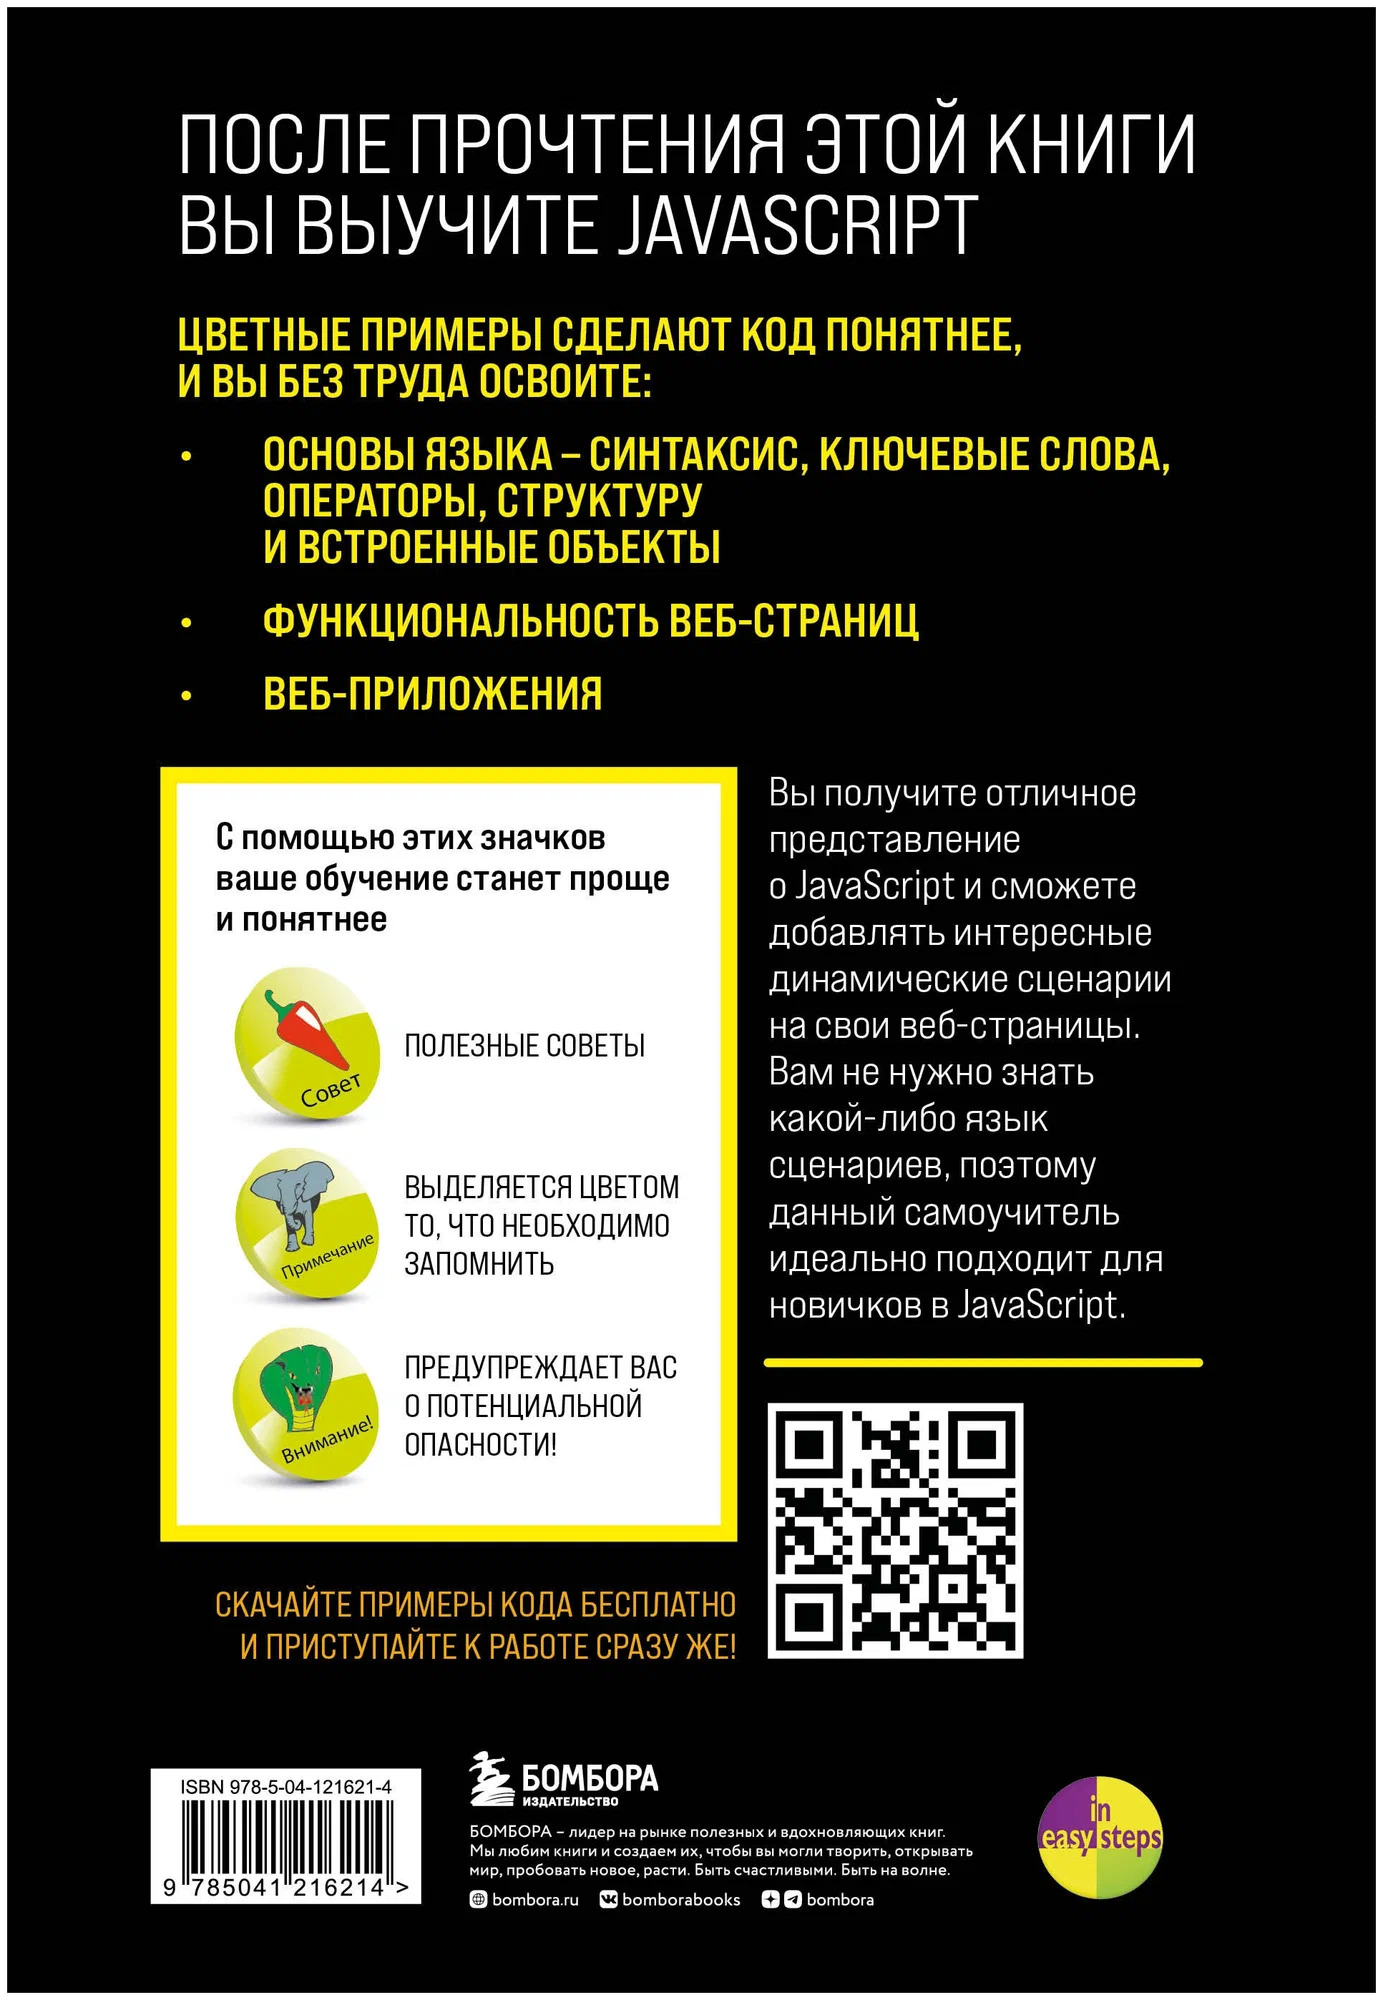 ПОСЛЕ ПРОЧТЕНИЯ ЭТОЙ КНИГИ
ВЫ ВЫУЧИТЕ JAVASCRIPT
ЦВЕТНЫЕ ПРИМЕРЫ СДЕЛАЮТ КОД ПОНЯТНЕЕ,
И ВЫ БЕЗ ТРУДА ОСВОИТЕ:
• ОСНОВЫ ЯЗЫКА – СИНТАКСИС, КЛЮЧЕВЫЕ СЛОВА,
ОПЕРАТОРЫ, СТРУКТУРУ
И ВСТРОЕННЫЕ ОБЪЕКТЫ
• ФУНКЦИОНАЛЬНОСТЬ ВЕБ-СТРАНИЦ
• ВЕБ-ПРИЛОЖЕНИЯ
С помощью этих значков
ваше обучение станет проще
и понятнее
Совет
ПОЛЕЗНЫЕ СОВЕТЫ
Примечание
ВЫДЕЛЯЕТСЯ ЦВЕТОМ
ТО, ЧТО НЕОБХОДИМО
ЗАПОМНИТЬ
Внимание!
ПРЕДУПРЕЖДАЕТ ВАС
О ПОТЕНЦИАЛЬНОЙ
ОПАСНОСТИ!
Вы получите отличное
представление
о JavaScript и сможете
добавлять интересные
динамические сценарии
на свои веб-страницы.
Вам не нужно знать
какой-либо язык
сценариев, поэтому
данный самоучитель
идеально подходит для
новичков в JavaScript.
СКАЧАЙТЕ ПРИМЕРЫ КОДА БЕСПЛАТНО
И ПРИСТУПАЙТЕ К РАБОТЕ СРАЗУ ЖЕ!
ISBN 978-5-04-121621-4
9 785041 216214 >
БОМБОРА
ИЗДАТЕЛЬСТВО
БОМБОРА – лидер на рынке полезных и вдохновляющих книг.
Мы любим книги и создаем их, чтобы вы могли творить, открывать
мир, пробовать новое, расти. Быть счастливыми. Быть на волне.
bombora.ru bomborabooks bombora
in
easy steps